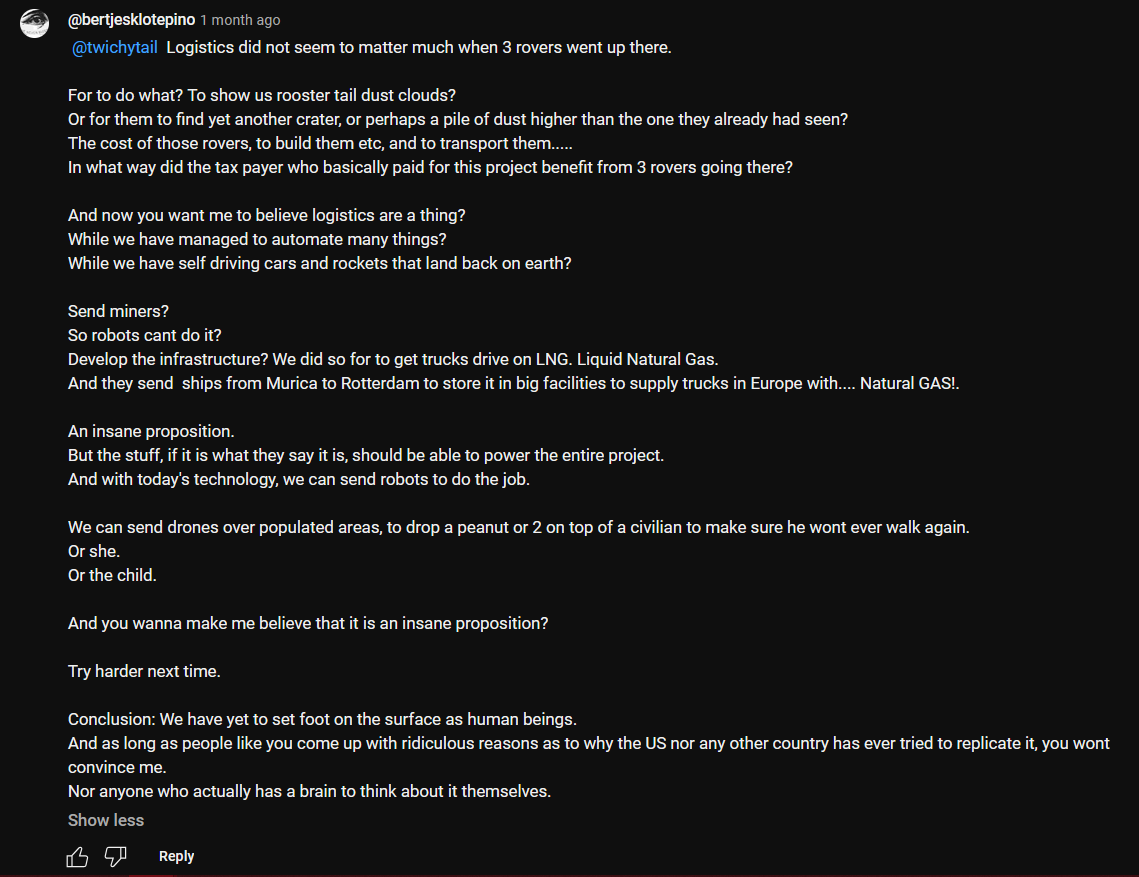 @bertjesklotepino 1 month ago
@twichytail Logistics did not seem to matter much when 3 rovers went up there.
For to do what? To show us rooster tail dust clouds?
Or for them to find yet another crater, or perhaps a pile of dust higher than the one they already had seen?
The cost of those rovers, to build them etc, and to transport them.....
In what way did the tax payer who basically paid for this project benefit from 3 rovers going there?
And now you want me to believe logistics are a thing?
While we have managed to automate many things?
While we have self driving cars and rockets that land back on earth?
Send miners?
So robots cant do it?
Develop the infrastructure? We did so for to get trucks drive on LNG. Liquid Natural Gas.
And they send ships from Murica to Rotterdam to store it in big facilities to supply trucks in Europe with.... Natural GAS!.
An insane proposition.
But the stuff, if it is what they say it is, should be able to power the entire project.
And with today's technology, we can send robots to do the job.
We can send drones over populated areas, to drop a peanut or 2 on top of a civilian to make sure he wont ever walk again.
Or she.
Or the child.
And you wanna make me believe that it is an insane proposition?
Try harder next time.
Conclusion: We have yet to set foot on the surface as human beings.
And as long as people like you come up with ridiculous reasons as to why the US nor any other country has ever tried to replicate it, you wont
convince me.
Nor anyone who actually has a brain to think about it themselves.
Show less
Reply